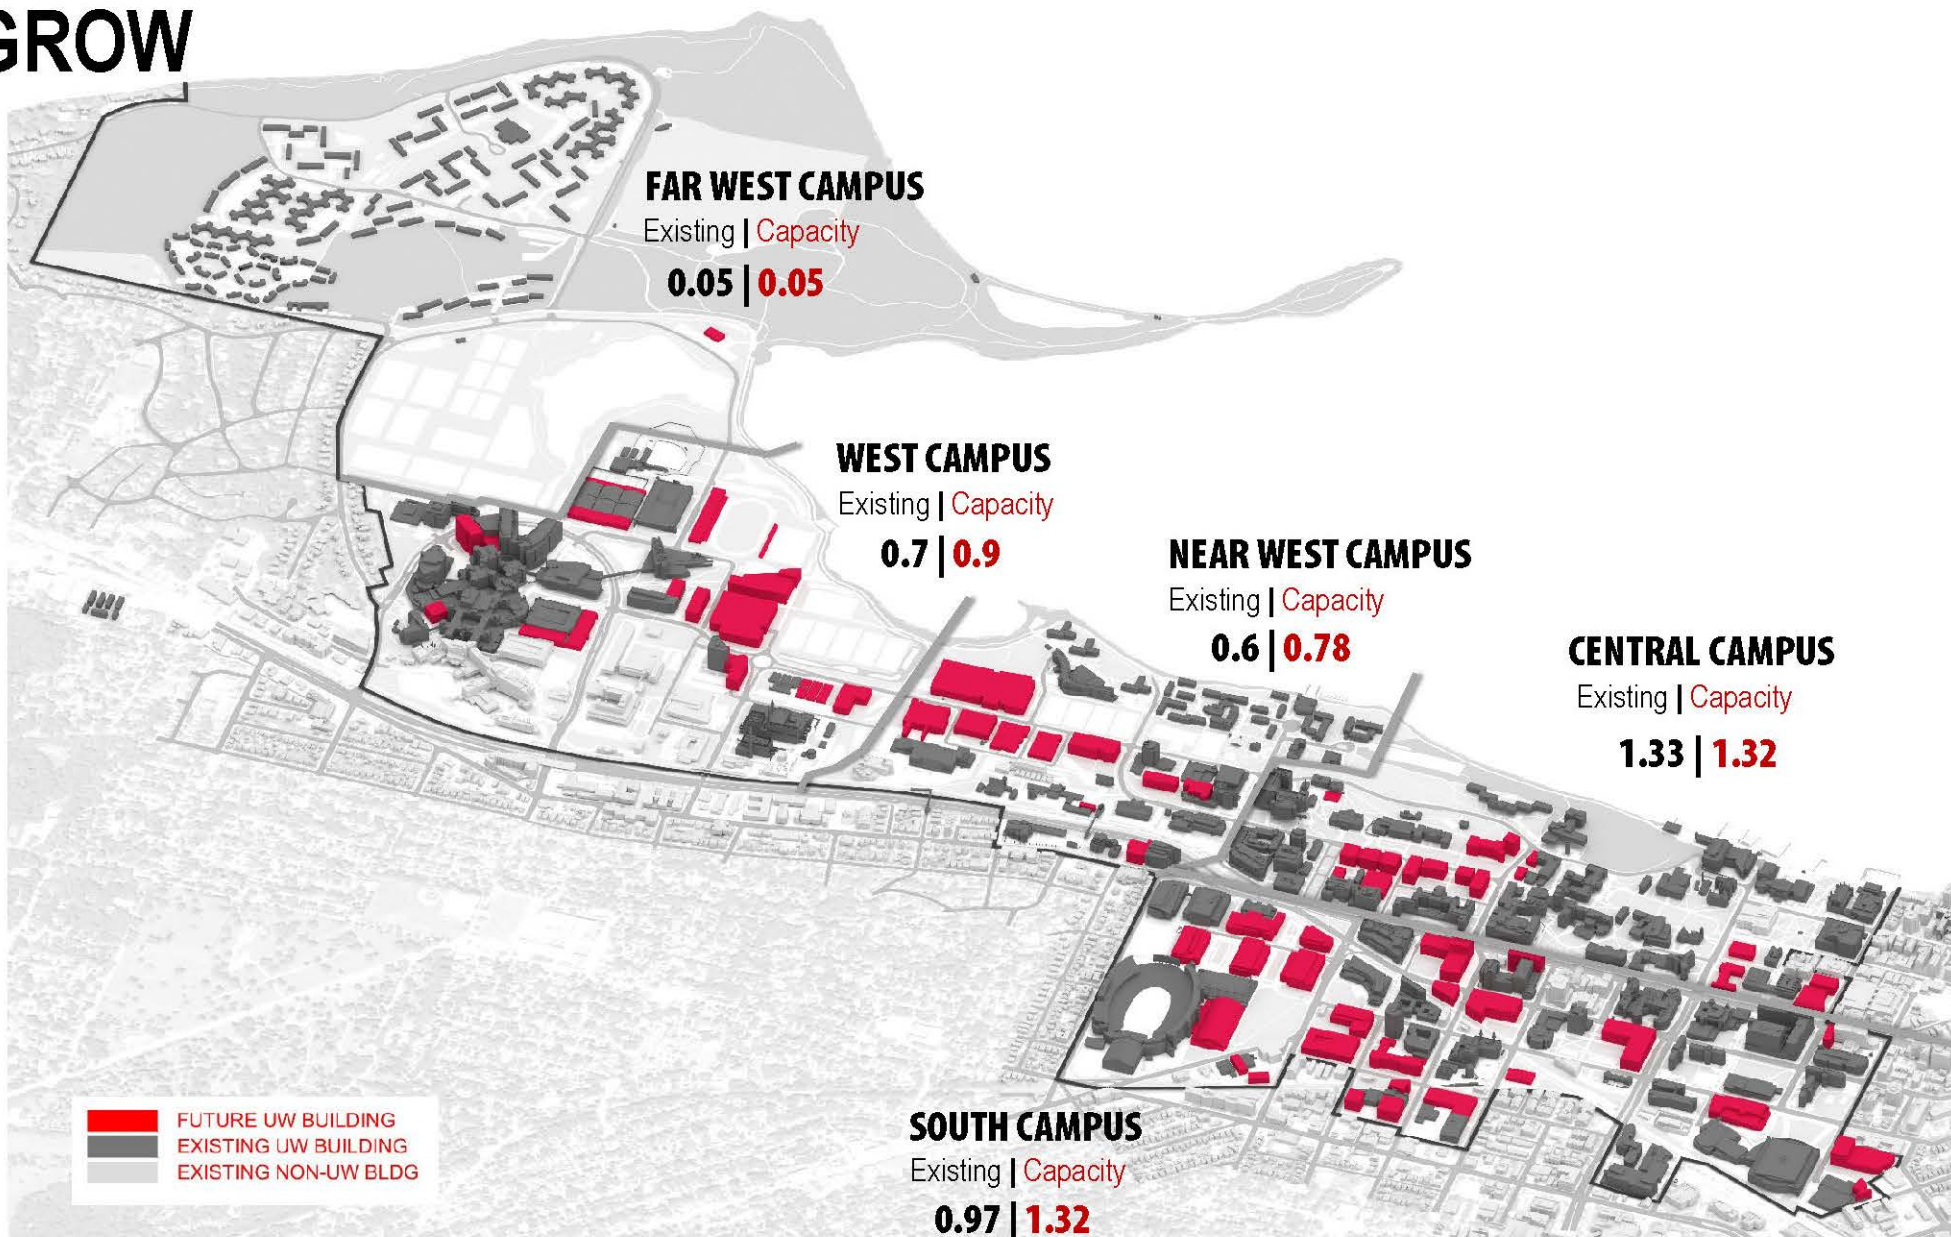 GROW
FAR WEST CAMPUS
Existing | Capacity
0.05 | 0.05
WEST CAMPUS
Existing | Capacity
0.7 | 0.9
NEAR WEST CAMPUS
Existing | Capacity
0.6 | 0.78
CENTRAL CAMPUS
Existing | Capacity
1.33 | 1.32
SOUTH CAMPUS
Existing | Capacity
0.97 | 1.32
FUTURE UW BUILDING
EXISTING UW BUILDING
EXISTING NON-UW BLDG